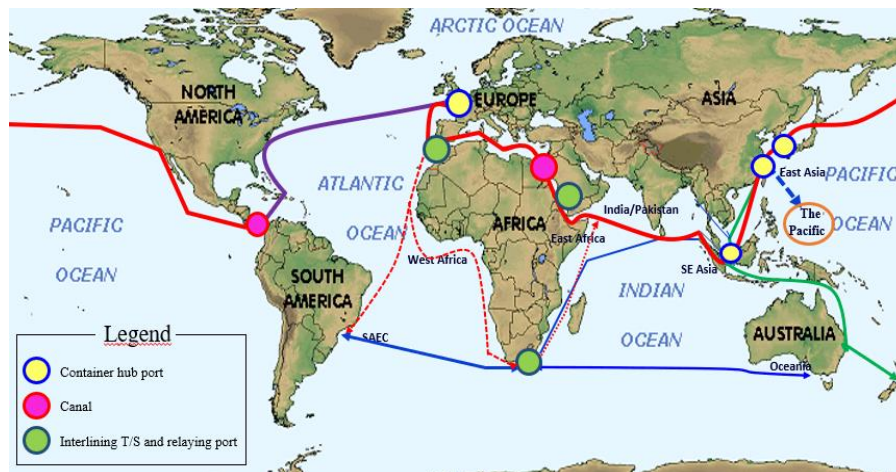 ARCTIC OCEAN
NORTH
AMERICA
EUROPE
ASIA
PACIFIC
OCEAN
ATLANTIC
OCEAN
AFRICA
India/Pakistan
East Africa
West Africa
East Asia
PACIFIC
OCEAN
The
Pacific
SE Asia
SOUTH
AMERICA
INDIAN
OCEAN
AUSTRALIA
SAEC
Oceania
Legend
Container hub port
Canal
Interlining T/S and relaying port